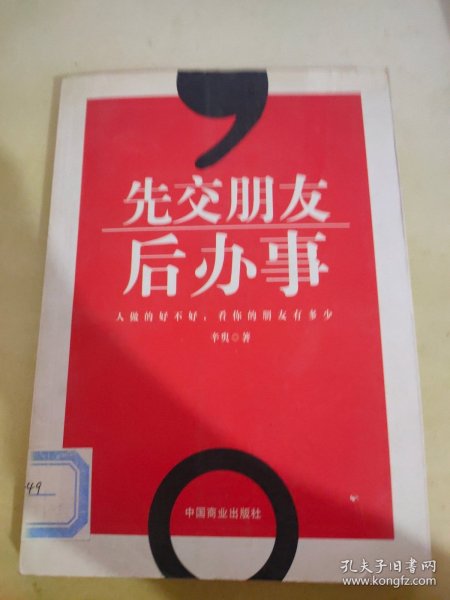 先交朋友
后办事
人做的好不好，看你的朋友有多少
辛夷◎著
49
中国商业出版社
孔夫子旧书网
www.kongfz.com